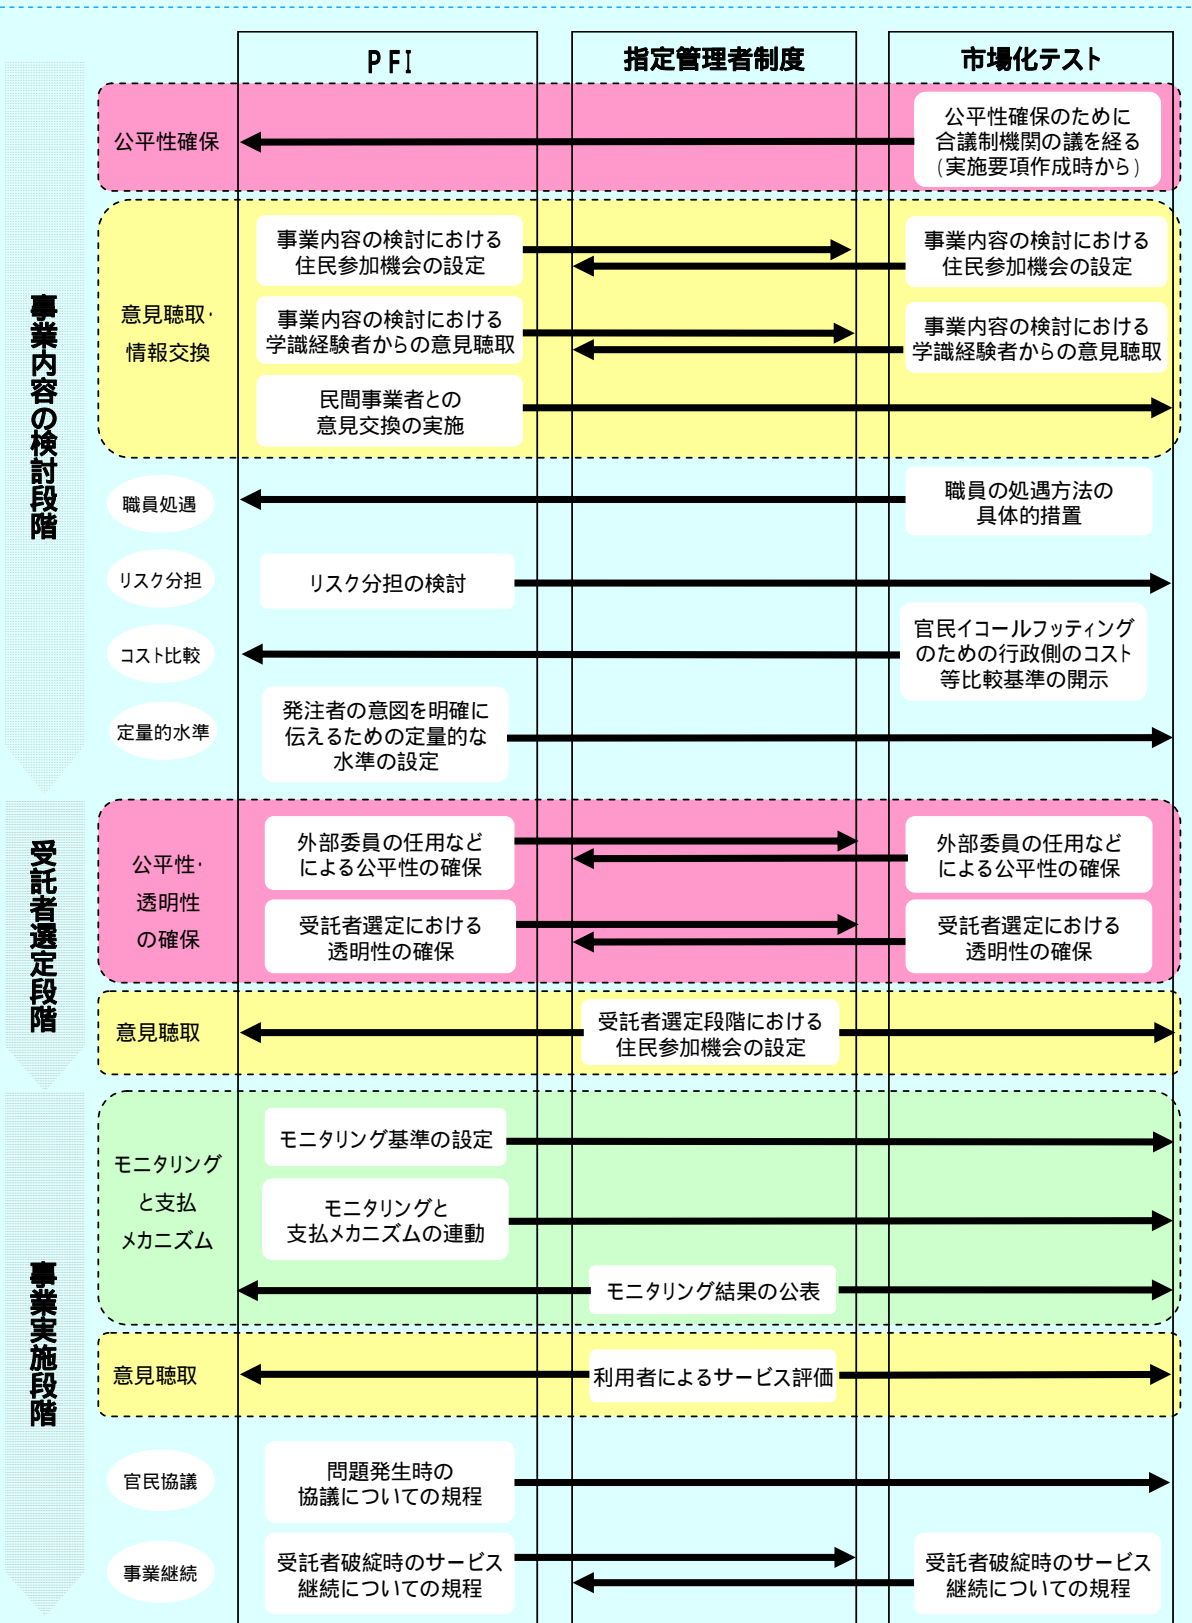 PFI
指定管理者制度
市場化テスト
事業内容の検討段階
公平性確保
公平性確保のために
合議制機関の議を経る
(実施要項作成時から)
意見聴取・
情報交換
事業内容の検討における
住民参加機会の設定
事業内容の検討における
住民参加機会の設定
事業内容の検討における
学識経験者からの意見聴取
事業内容の検討における
学識経験者からの意見聴取
民間事業者との
意見交換の実施
職員処遇
職員の処遇方法の
具体的措置
リスク分担
リスク分担の検討
コスト比較
官民イコールフッティング
のための行政側のコスト
等比較基準の開示
定量的水準
発注者の意図を明確に
伝えるための定量的な
水準の設定
受託者選定段階
公平性・
透明性
の確保
外部委員の任用など
による公平性の確保
外部委員の任用など
による公平性の確保
受託者選定における
透明性の確保
受託者選定における
透明性の確保
意見聴取
受託者選定段階における
住民参加機会の設定
事業実施段階
モニタリング
と支払
メカニズム
モニタリング基準の設定
モニタリングと
支払メカニズムの連動
モニタリング結果の公表
意見聴取
利用者によるサービス評価
官民協議
問題発生時の
協議についての規程
事業継続
受託者破綻時のサービス
継続についての規程
受託者破綻時のサービス
継続についての規程